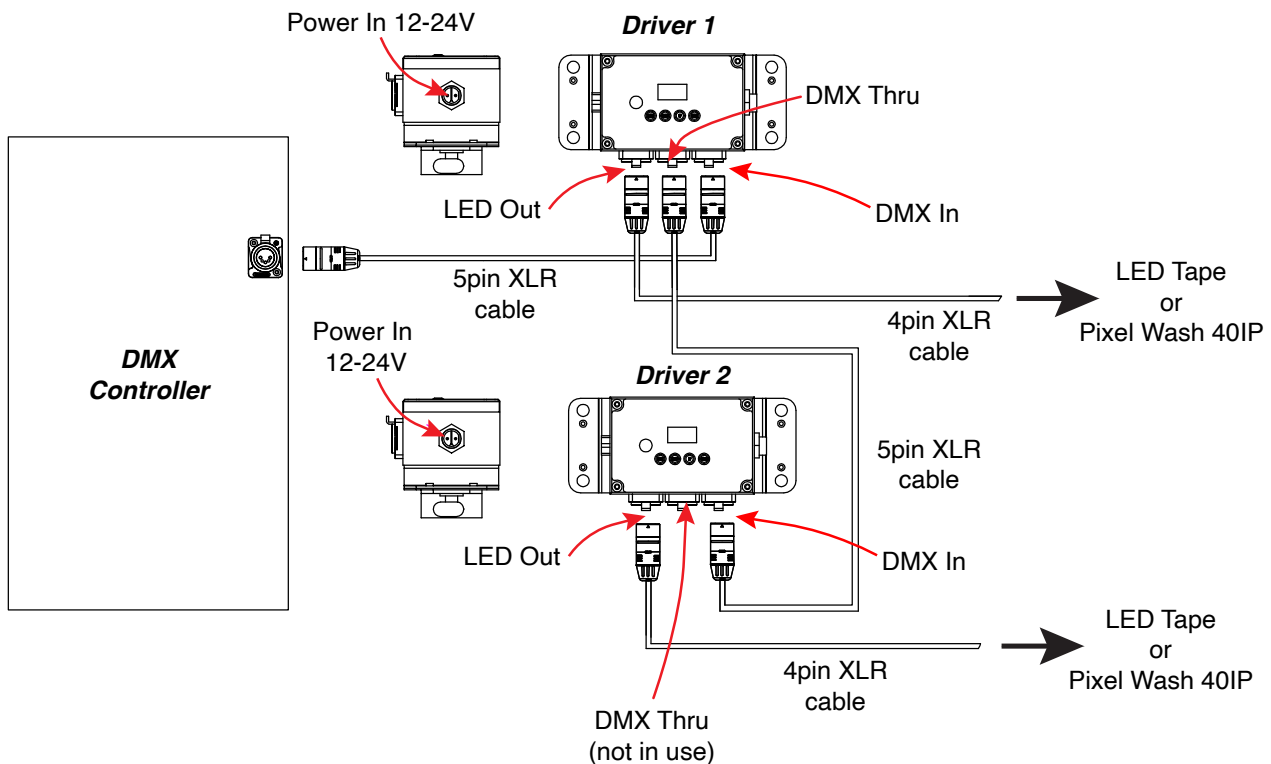 Power In 12-24V
Driver 1
DMX Thru
LED Out
DMX In
5pin XLR
cable
LED Tape
or
Pixel Wash 40IP
4pin XLR
cable
Power In
12-24V
DMX
Controller
Driver 2
5pin XLR
cable
LED Out
DMX In
LED Tape
or
Pixel Wash 40IP
4pin XLR
cable
DMX Thru
(not in use)